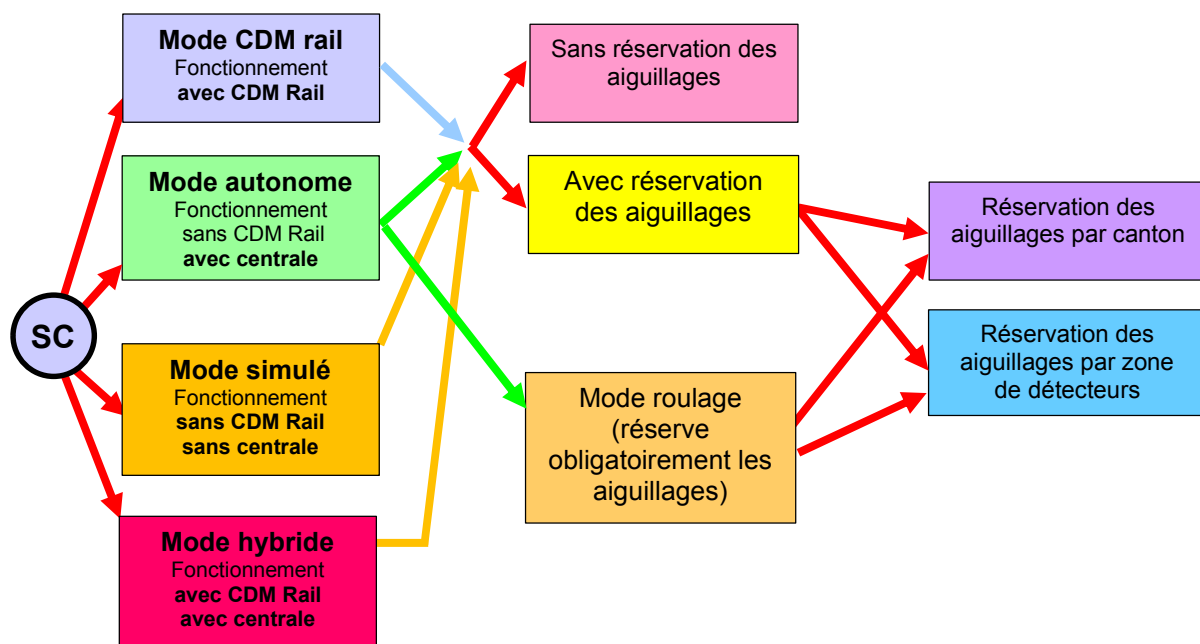 Mode CDM rail
Fonctionnement
avec CDM Rail
Mode autonome
Fonctionnement
sans CDM Rail
avec centrale
SC
Mode simulé
Fonctionnement
sans CDM Rail
sans centrale
Mode hybride
Fonctionnement
avec CDM Rail
avec centrale
Sans réservation des
aiguillages
Avec réservation
des aiguillages
Mode roulage
(réserve
obligatoirement les
aiguillages)
Réservation des
aiguillages par canton
Réservation des
aiguillages par zone
de détecteurs